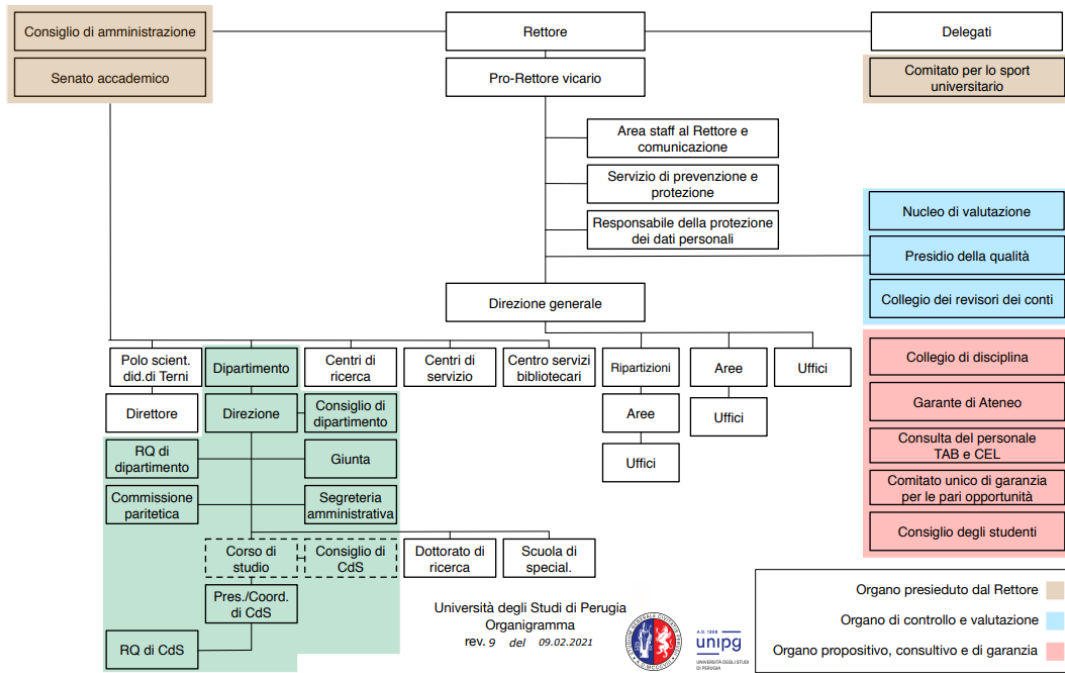 Consiglio di amministrazione
Rettore
Delegati
Senato accademico
Pro-Rettore vicario
Comitato per lo sport
universitario
Area staff al Rettore e
comunicazione
Servizio di prevenzione e
protezione
Responsabile della protezione
dei dati personali
Nucleo di valutazione
Presidio della qualità
Collegio dei revisori dei conti
Direzione generale
Polo scient.
did.di Terni
Dipartimento
Centri di
ricerca
Centri di
servizio
Centro servizi
bibliotecari
Ripartizioni
Aree
Uffici
Direttore
Direzione
Consiglio di
dipartimento
Aree
Uffici
RQ di
dipartimento
Giunta
Uffici
Commissione
paritetica
Segreteria
amministrativa
Corso di
studio
Consiglio di
CdS
Dottorato di
ricerca
Scuola di
special.
Pres./Coord.
di CdS
RQ di CdS
Collegio di disciplina
Garante di Ateneo
Consulta del personale
TAB e CEL
Comitato unico di garanzia
per le pari opportunità
Consiglio degli studenti
Università degli Studi di Perugia
Organigramma
rev. 9 del 09.02.2021
A.D. 1308
unipg
UNIVERSITÀ DEGLI STUDI
DI PERUGIA
Organo presieduto dal Rettore
Organo di controllo e valutazione
Organo propositivo, consultivo e di garanzia